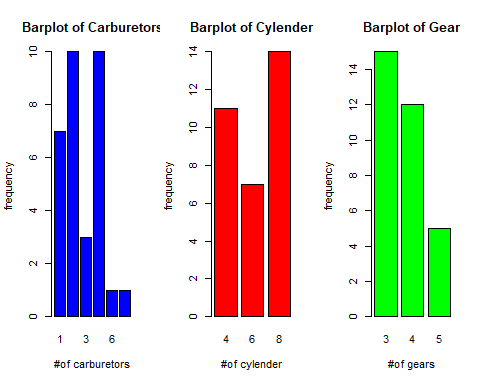 Barplot of Carburetors
frequency
0 2 4 6 8 10
1 3 6
#of carburetors
Barplot of Cylender
frequency
0 2 4 6 8 10 12 14
4 6 8
#of cylender
Barplot of Gear
frequency
0 2 4 6 8 10 12 14
3 4 5
#of gears